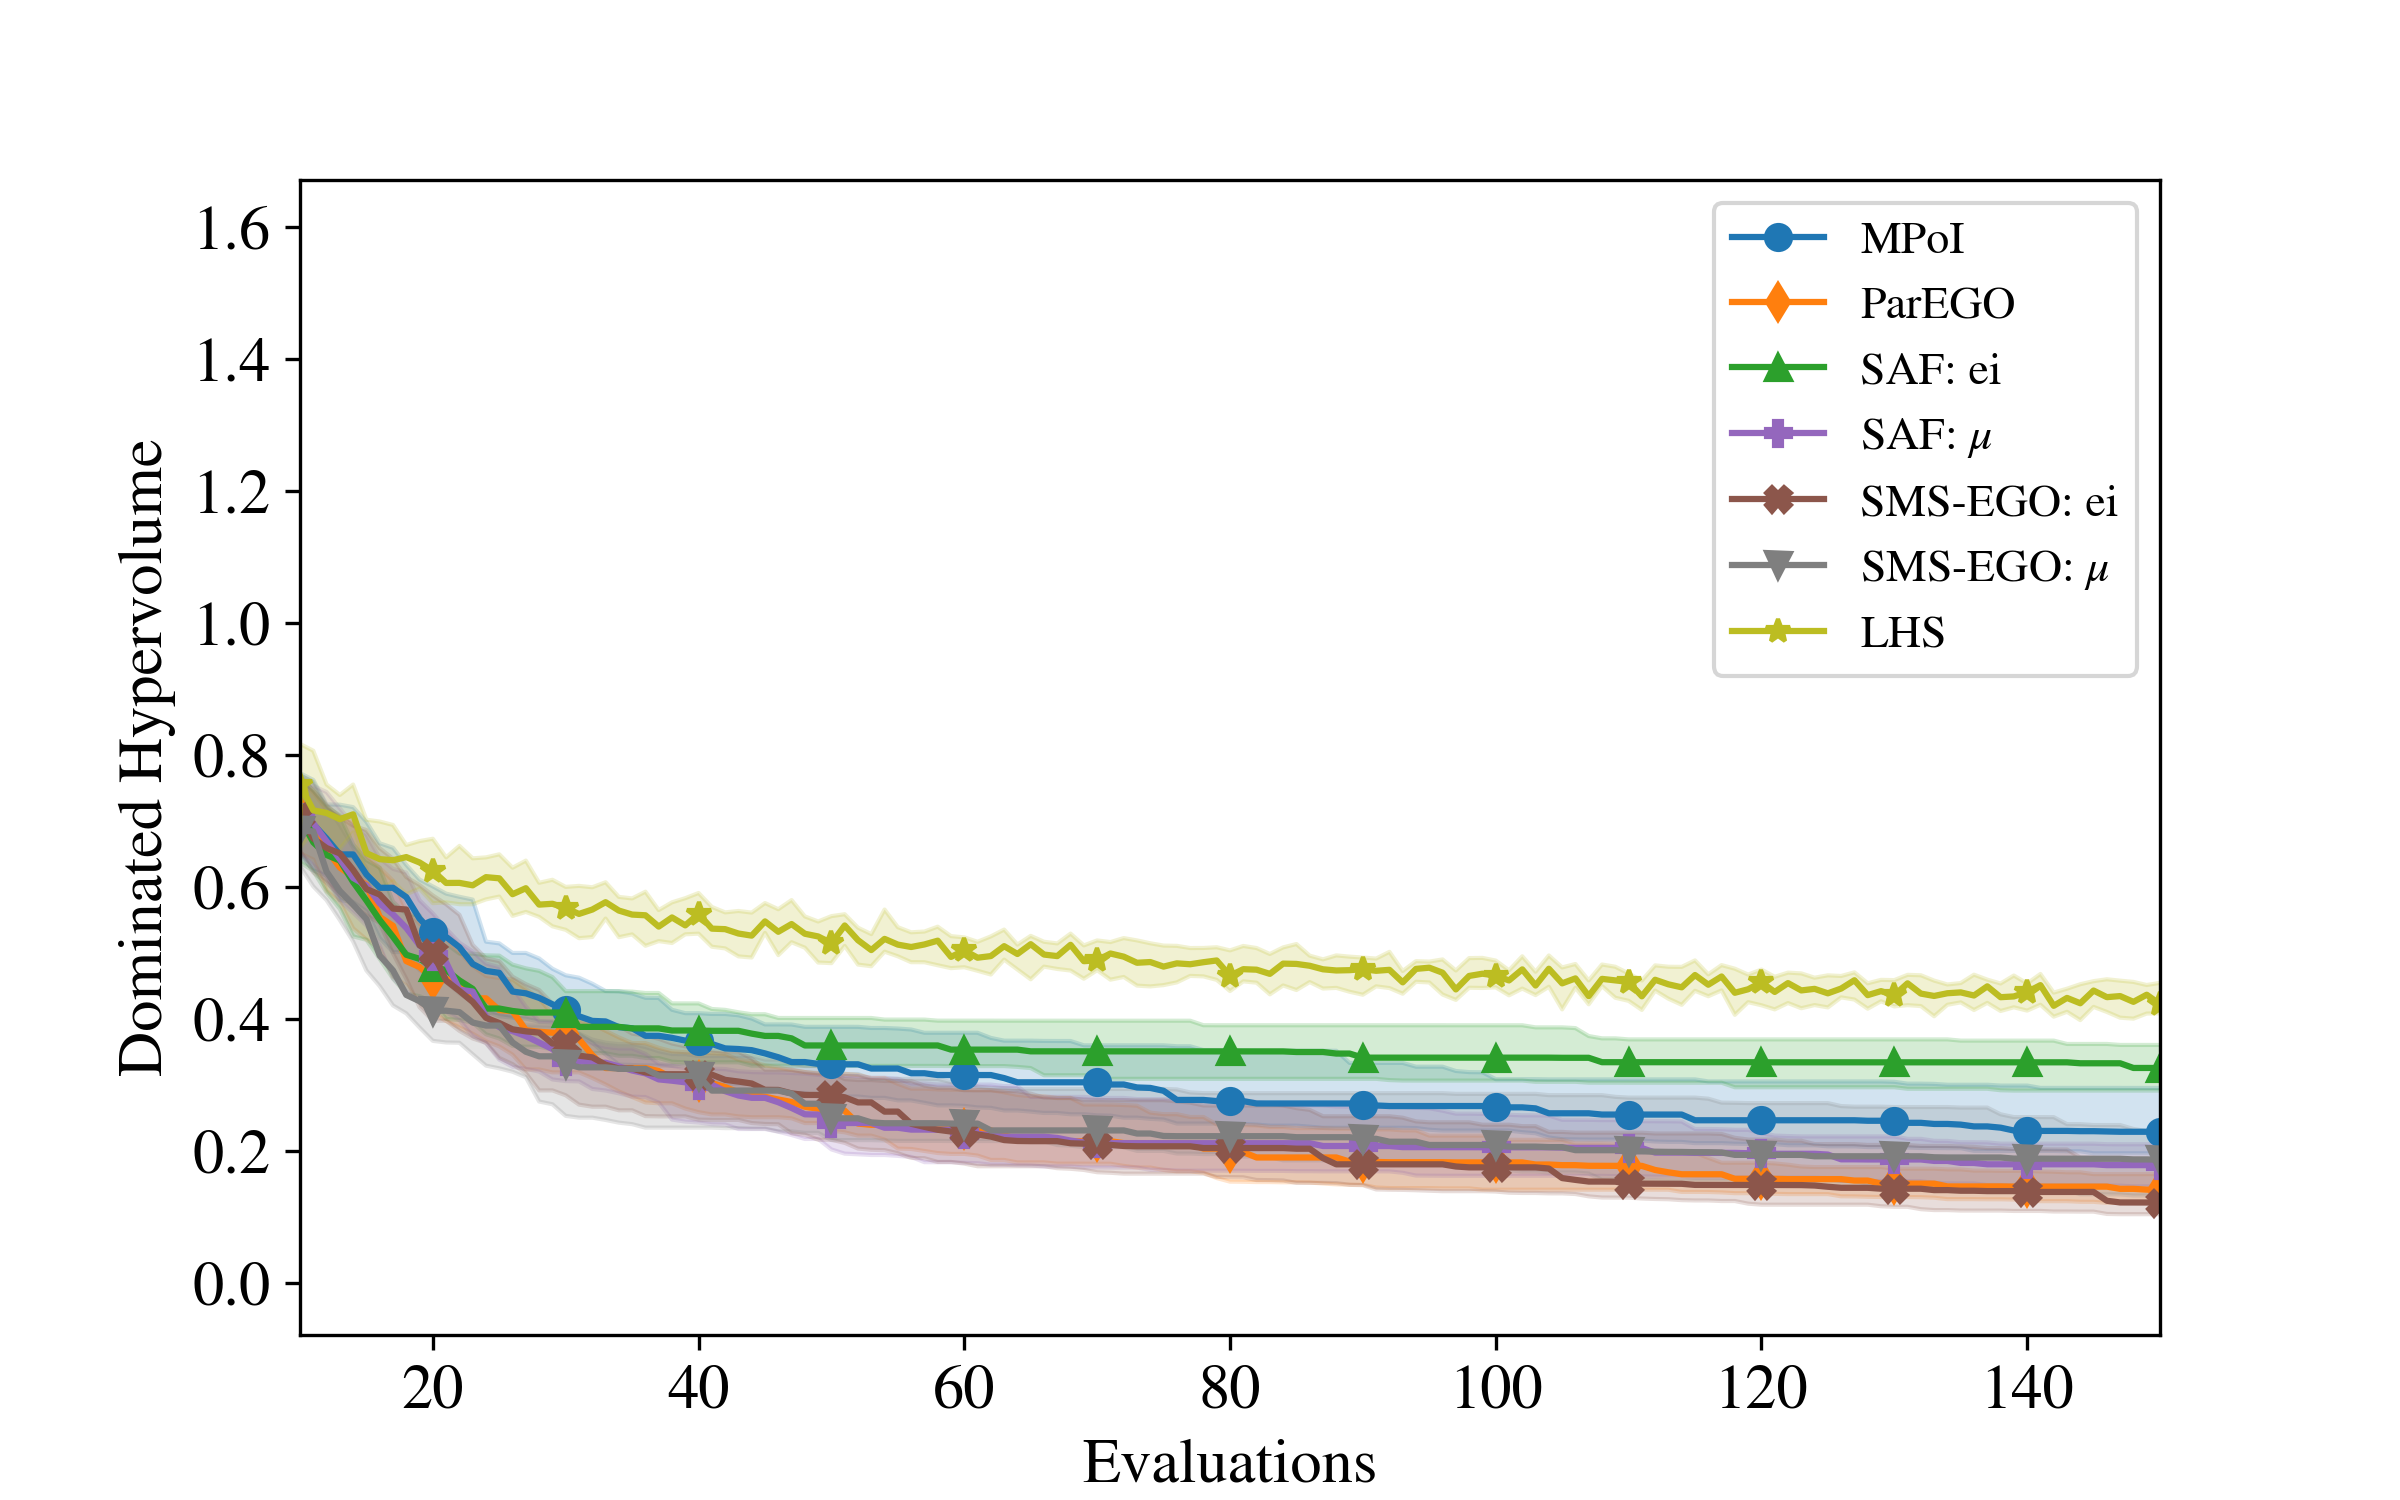 1.6
1.4
1.2
1.0
0.8
0.6
0.4
0.2
0.0
Dominated Hypervolume
MPoI
ParEGO
SAF: ei
SAF: μ
SMS-EGO: ei
SMS-EGO: μ
LHS
20 40 60 80 100 120 140
Evaluations